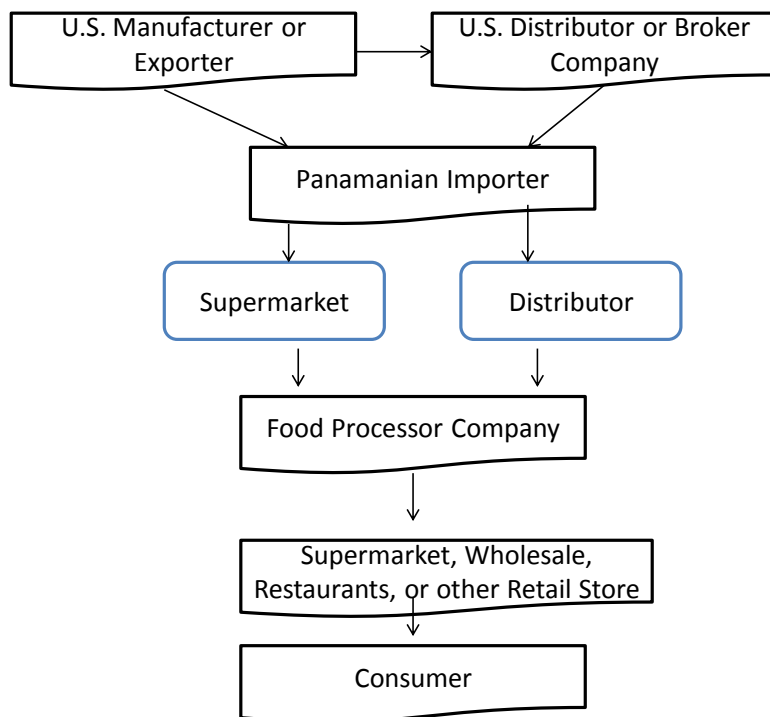 U.S. Manufacturer or
Exporter
U.S. Distributor or Broker
Company
Panamanian Importer
Supermarket
Distributor
Food Processor Company
Supermarket, Wholesale,
Restaurants, or other Retail Store
Consumer